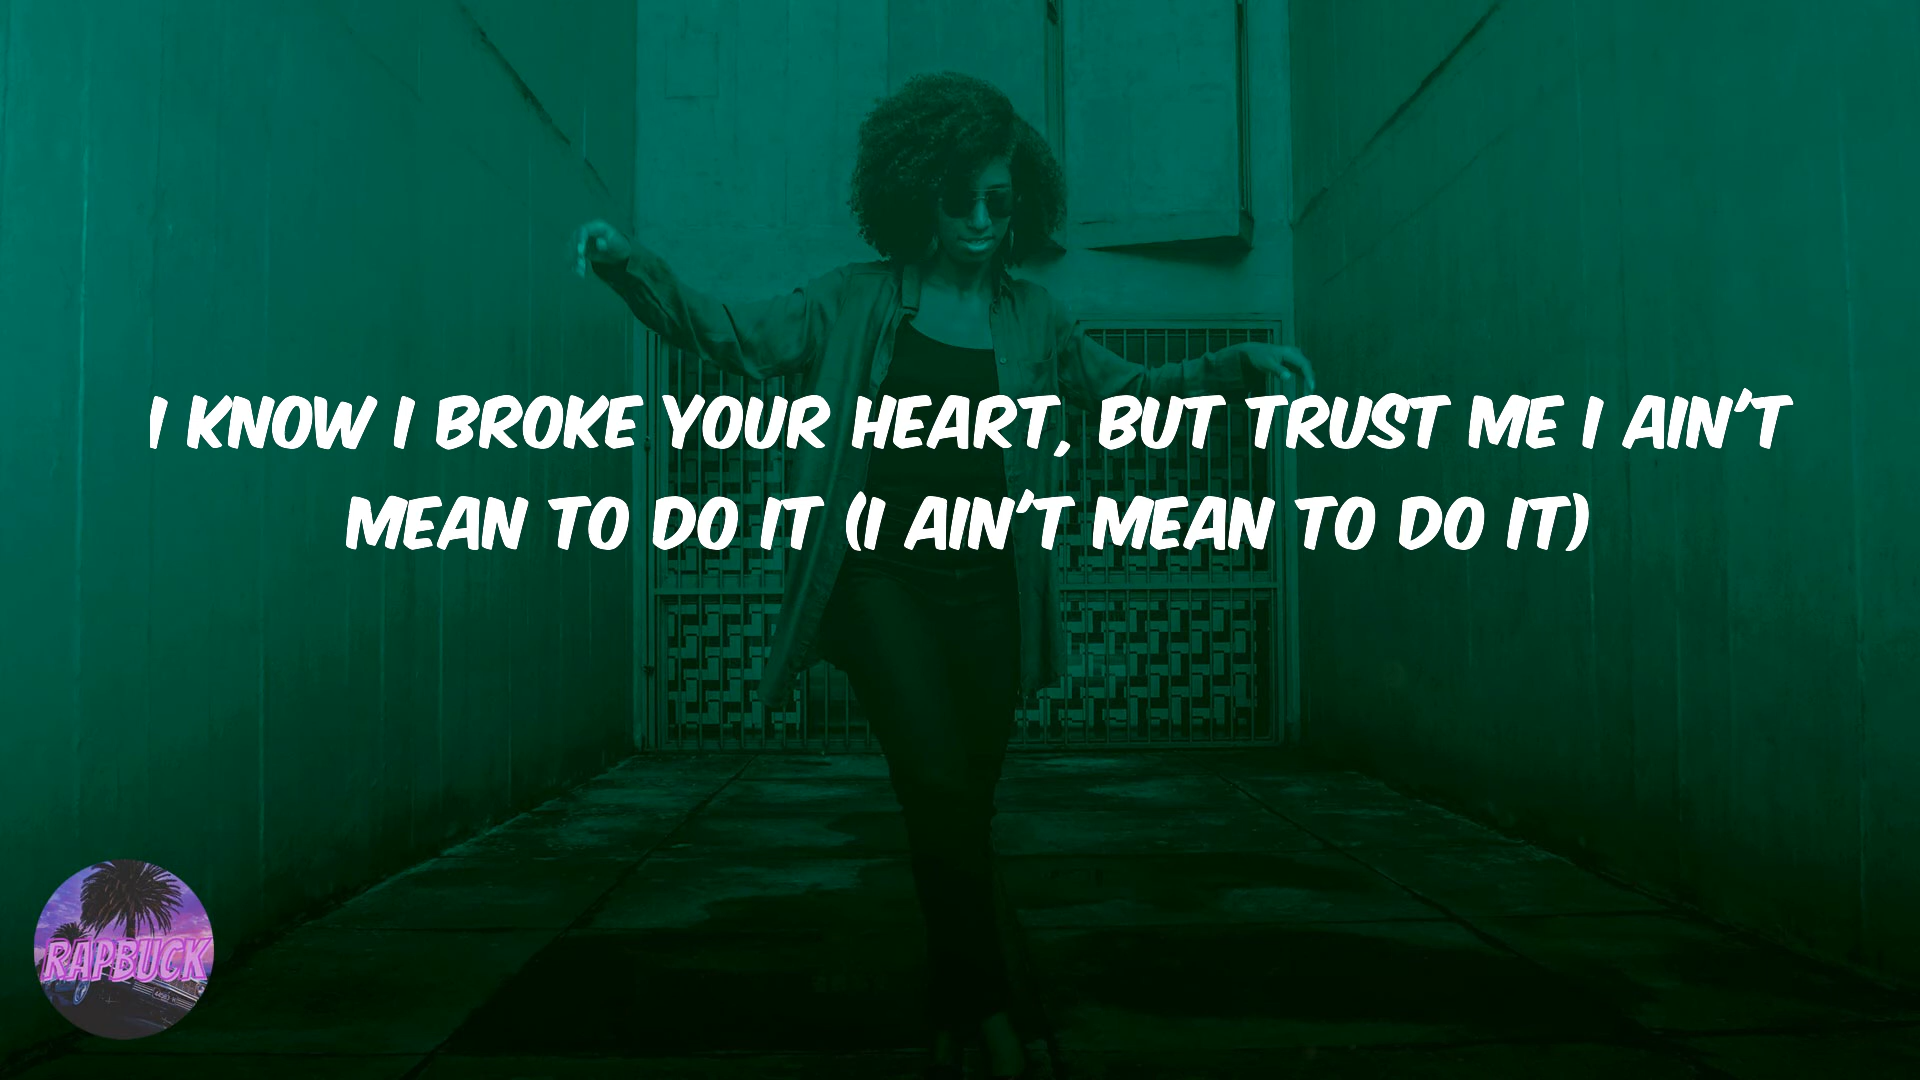 I KNOW I BROKE YOUR HEART, BUT TRUST ME I AIN'T
MEAN TO DO IT (I AIN'T MEAN TO DO IT)
RAPBUCK